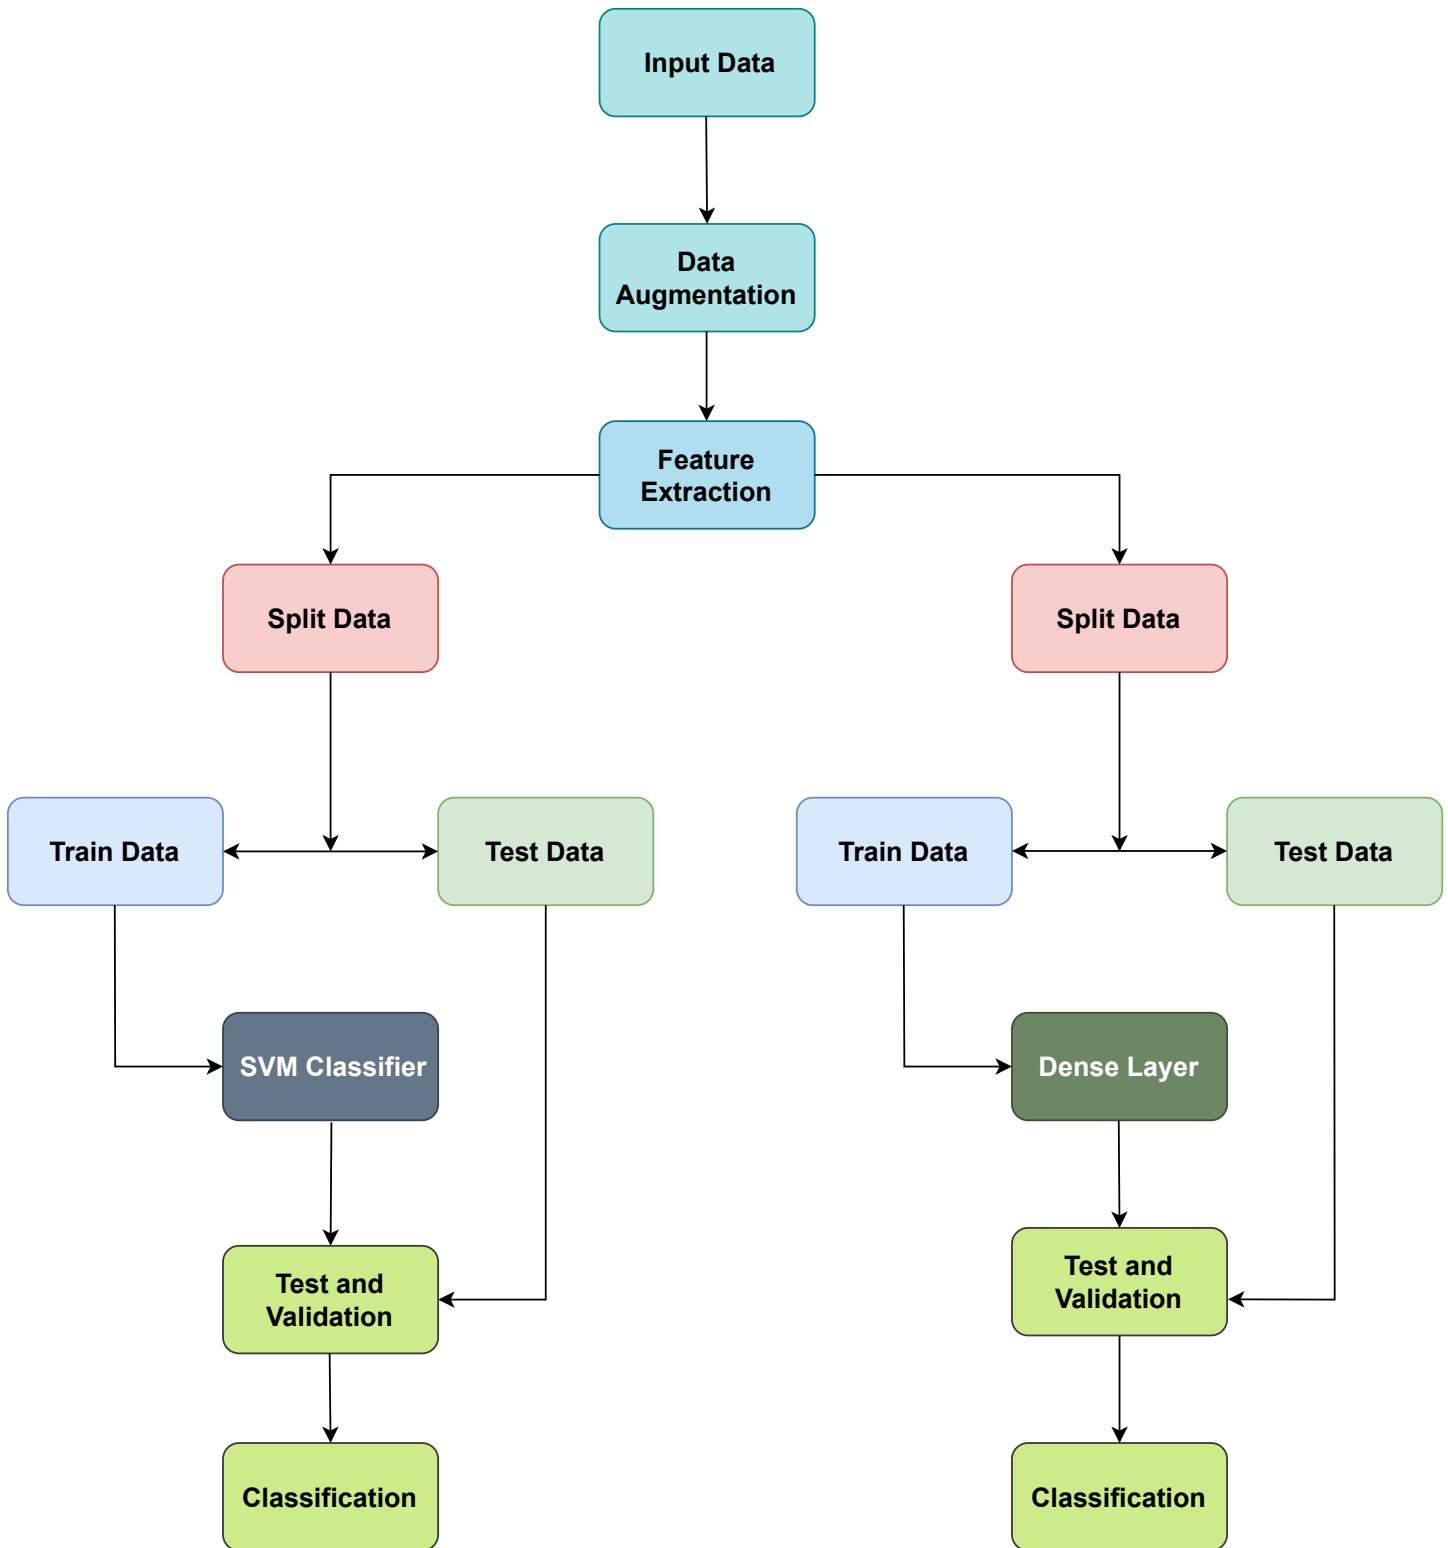 Input Data
Data
Augmentation
Feature
Extraction
Split Data
Split Data
Train Data
Test Data
Train Data
Test Data
SVM Classifier
Dense Layer
Test and
Validation
Test and
Validation
Classification
Classification